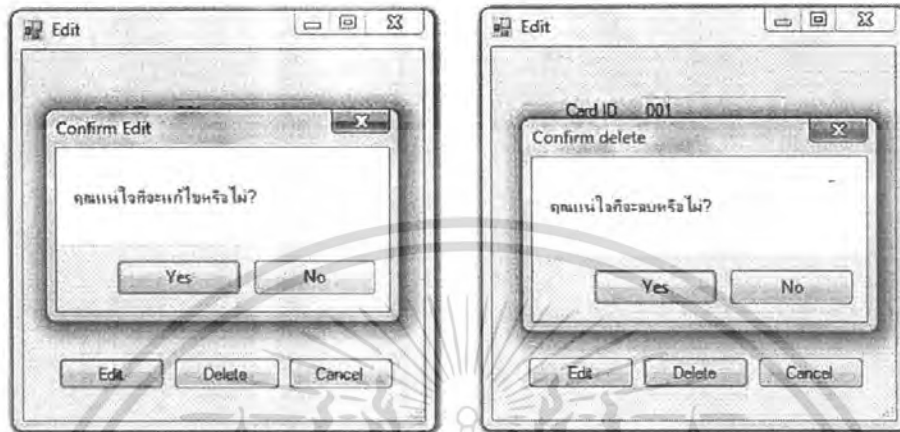 Edit
Confirm Edit
คุณแน่ใจที่จะแก้ไขหรือไม่?
Yes No
Edit Delete Cancel
Edit
Card ID 001
Confirm delete
คุณแน่ใจที่จะลบหรือไม่?
Yes No
Edit Delete Cancel